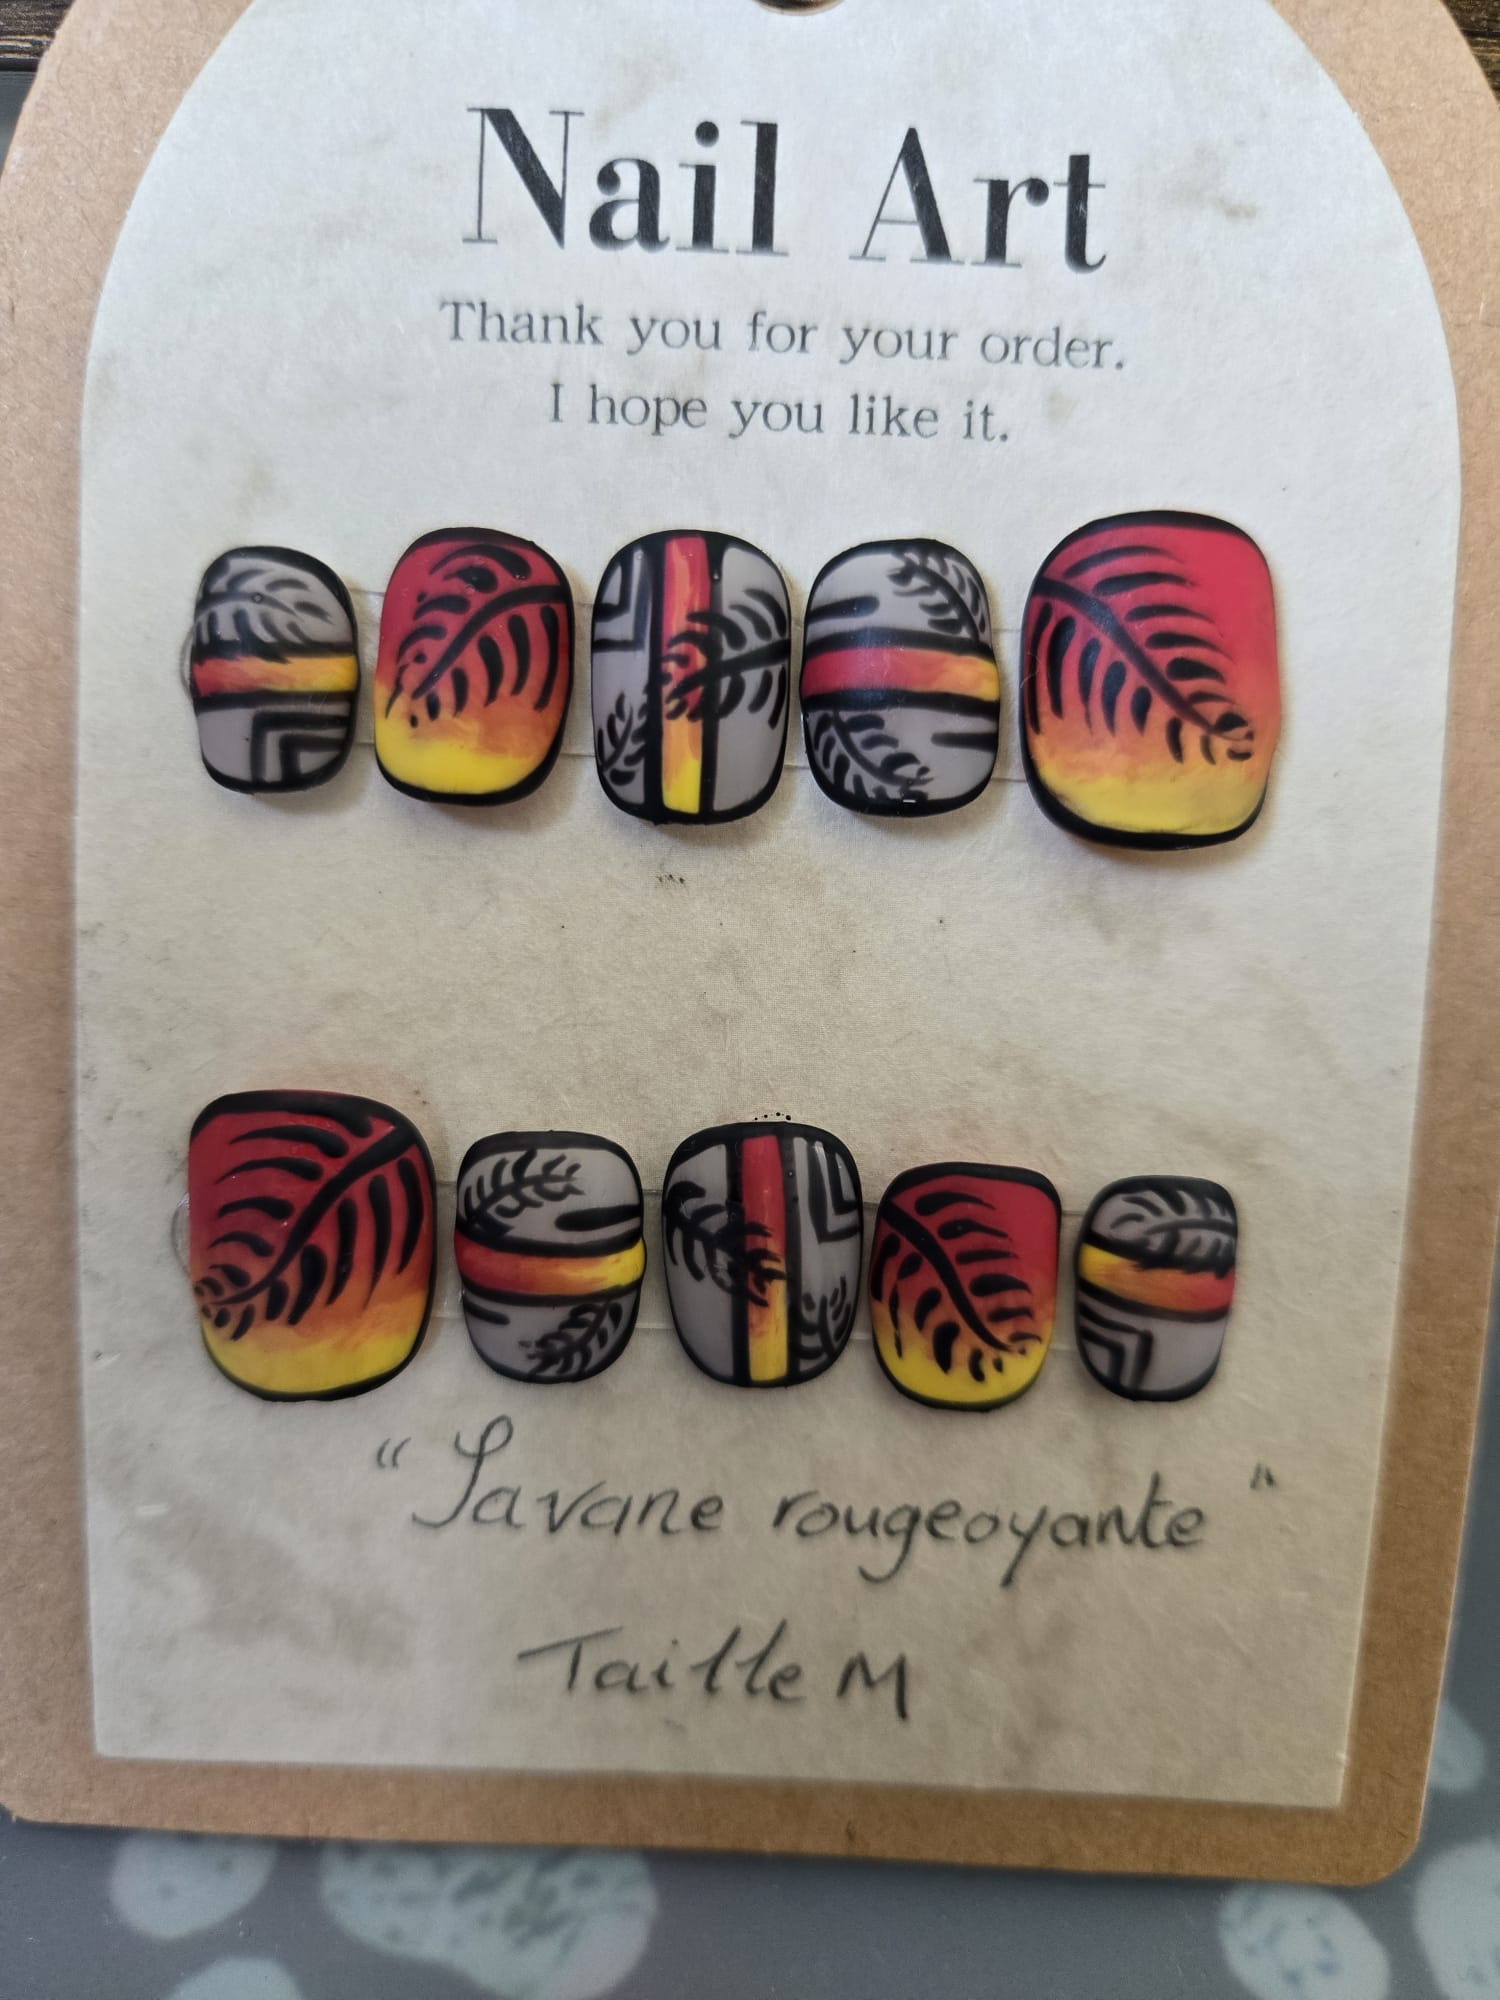 Nail Art
Thank you for your order.
I hope you like it.
"Savane rougeoyante"
Taille M